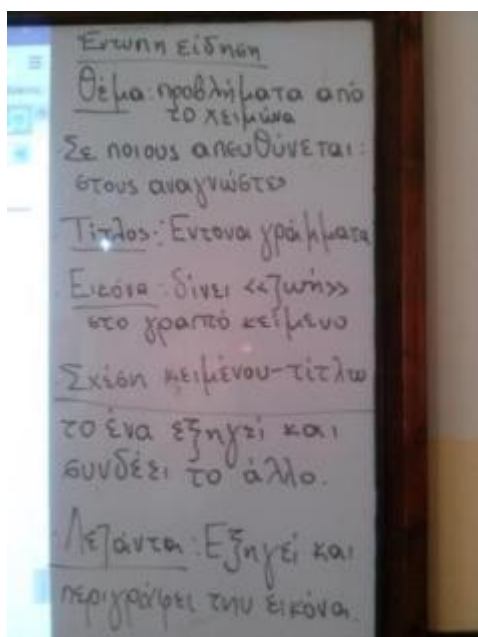 Έντυπη είδηση
Θέμα: προβλήματα από
το χειμώνα
Σε ποιους απευθύνεται:
στους αναγνώστες
Τίτλος: Έντονα γράμματα
Εικόνα: δίνει <<ζωή>>
στο γραπτό κείμενο
Σχέση κειμένου-τίτλου
το ένα εξηγεί και
συνδέει το άλλο.
Λεζάντα: Εξηγεί και
περιγράφει την εικόνα.